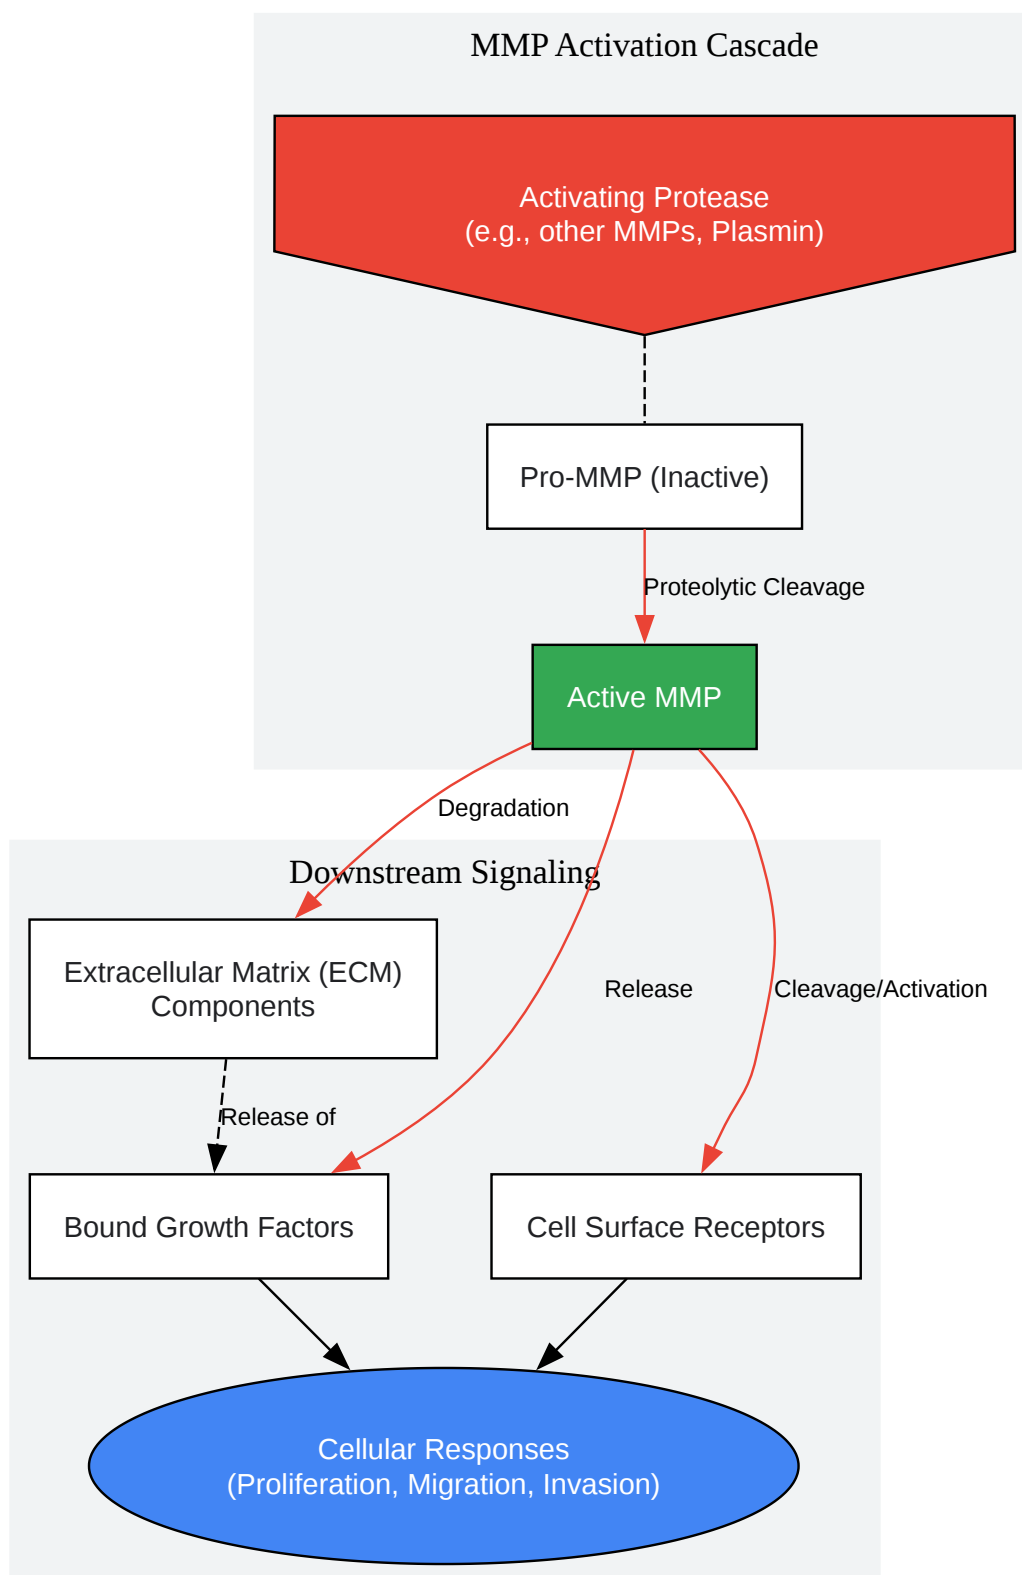 MMP Activation Cascade
Activating Protease
(e.g., other MMPs, Plasmin)
Pro-MMP (Inactive)
Proteolytic Cleavage
Active MMP
Degradation
Downstream Signaling
Extracellular Matrix (ECM)
Components
Release
Cleavage/Activation
Release of
Bound Growth Factors
Cell Surface Receptors
Cellular Responses
(Proliferation, Migration, Invasion)